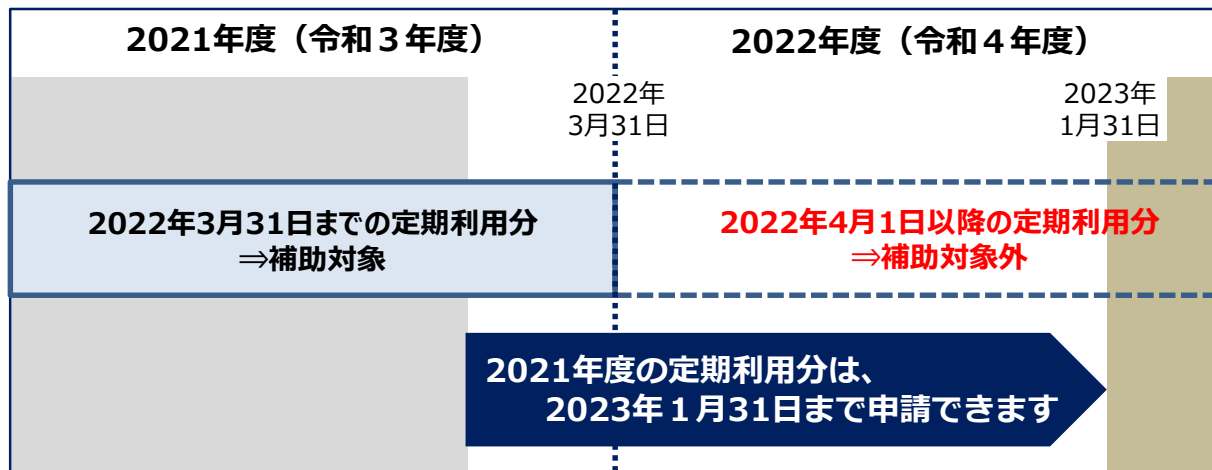 2021年度（令和３年度）
2022年度（令和４年度）
2022年
3月31日
2023年
1月31日
2022年3月31日までの定期利用分
⇒補助対象
2022年4月1日以降の定期利用分
⇒補助対象外
2021年度の定期利用分は、
2023年１月31日まで申請できます